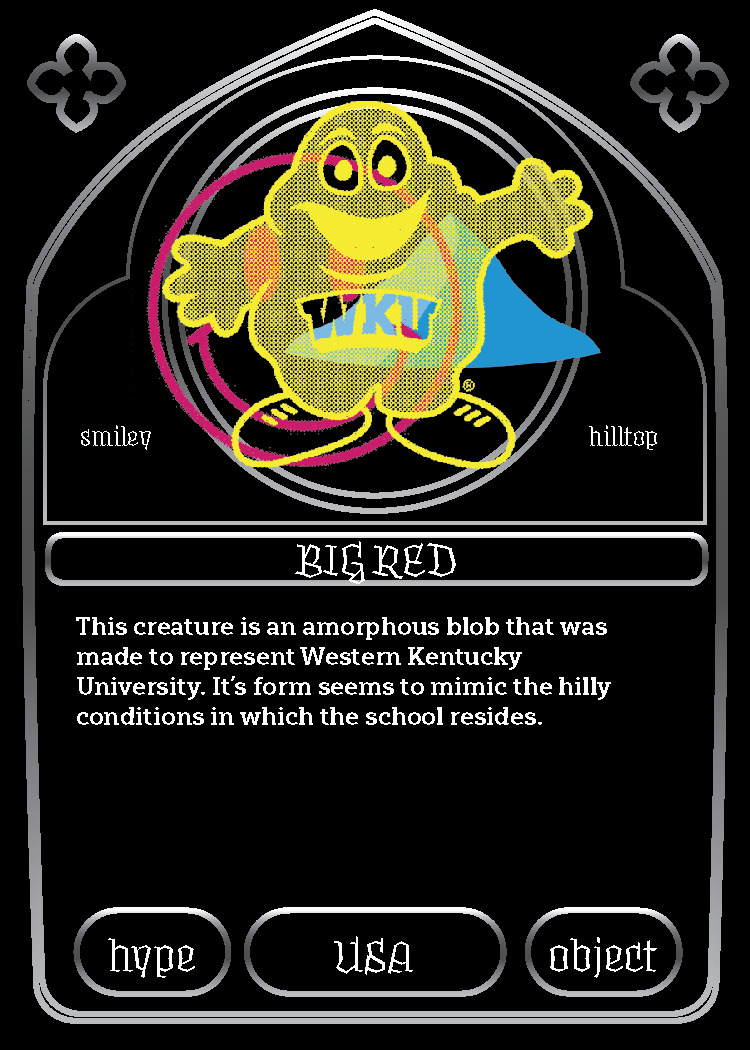 WKU
®
smiley
hilltop
BIG RED
This creature is an amorphous blob that was
made to represent Western Kentucky
University. It's form seems to mimic the hilly
conditions in which the school resides.
hype
USA
object